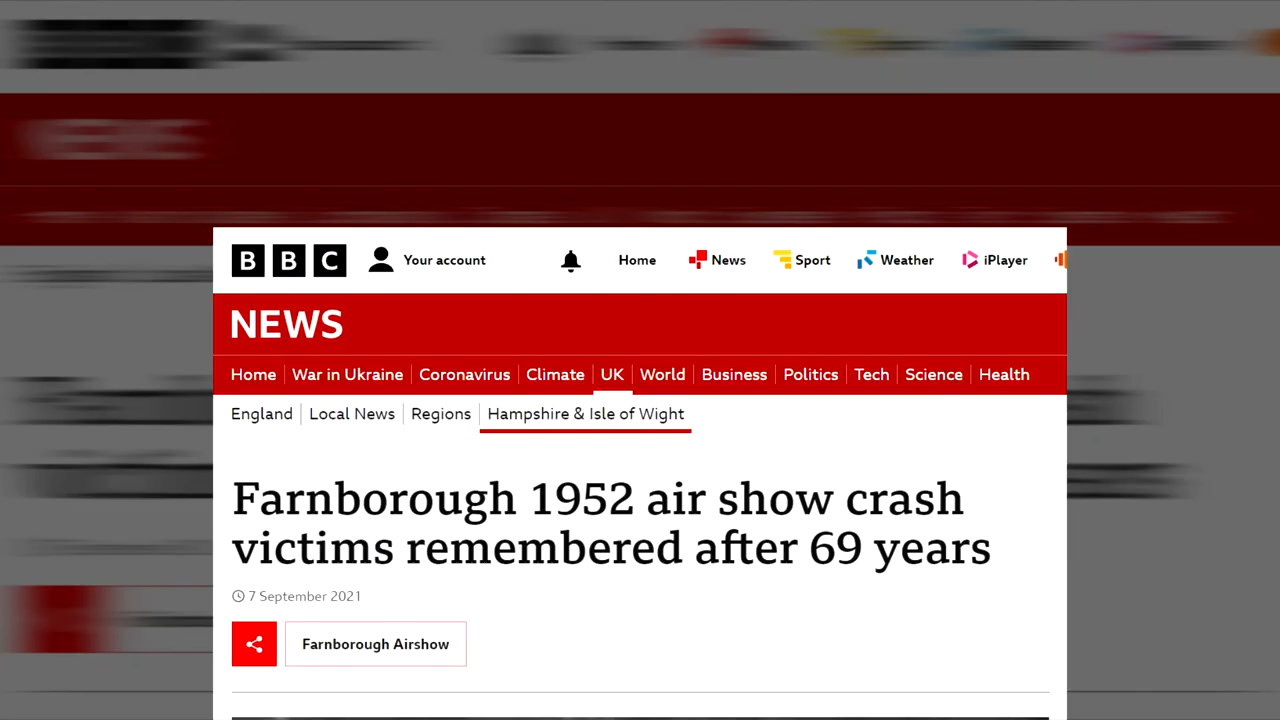 BBC Your account Home News Sport Weather iPlayer
NEWS
Home War in Ukraine Coronavirus Climate UK World Business Politics Tech Science Health
England Local News Regions Hampshire & Isle of Wight
Farnborough 1952 air show crash
victims remembered after 69 years
7 September 2021
Farnborough Airshow